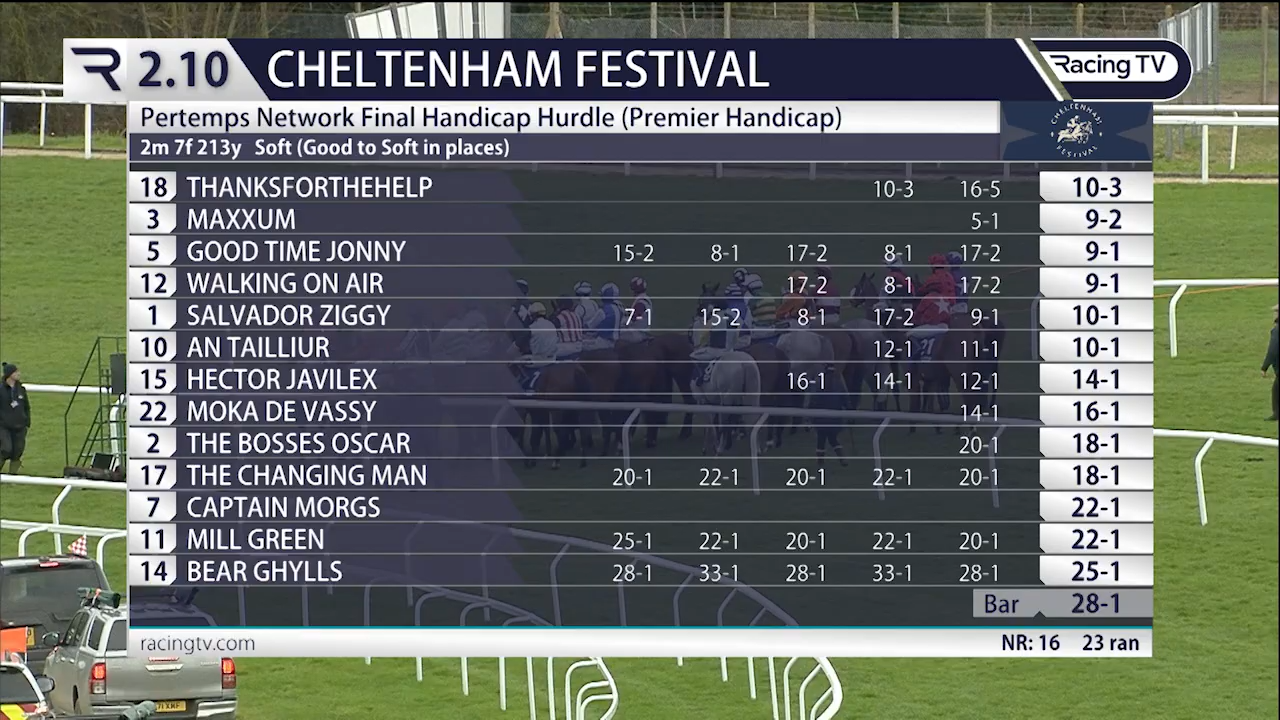 R 2.10 CHELTENHAM FESTIVAL Racing TV
Pertemps Network Final Handicap Hurdle (Premier Handicap)
CHELTENHAM FESTIVAL
2m 7f 213y Soft (Good to Soft in places)
18 THANKSFORTHEHELP 10-3 16-5 10-3
3 MAXXUM 5-1 9-2
5 GOOD TIME JONNY 15-2 8-1 17-2 8-1 17-2 9-1
12 WALKING ON AIR 17-2 8-1 17-2 9-1
1 SALVADOR ZIGGY 7-1 15-2 8-1 17-2 9-1 10-1
10 AN TAILLIUR 12-1 11-1 10-1
15 HECTOR JAVILEX 16-1 14-1 12-1 14-1
22 MOKA DE VASSY 14-1 16-1
2 THE BOSSES OSCAR 20-1 18-1
17 THE CHANGING MAN 20-1 22-1 20-1 22-1 20-1 18-1
7 CAPTAIN MORGS 22-1
11 MILL GREEN 25-1 22-1 20-1 22-1 20-1 22-1
14 BEAR GHYLLS 28-1 33-1 28-1 33-1 28-1 25-1
Bar 28-1
racingtv.com NR: 16 23 ran
21
7